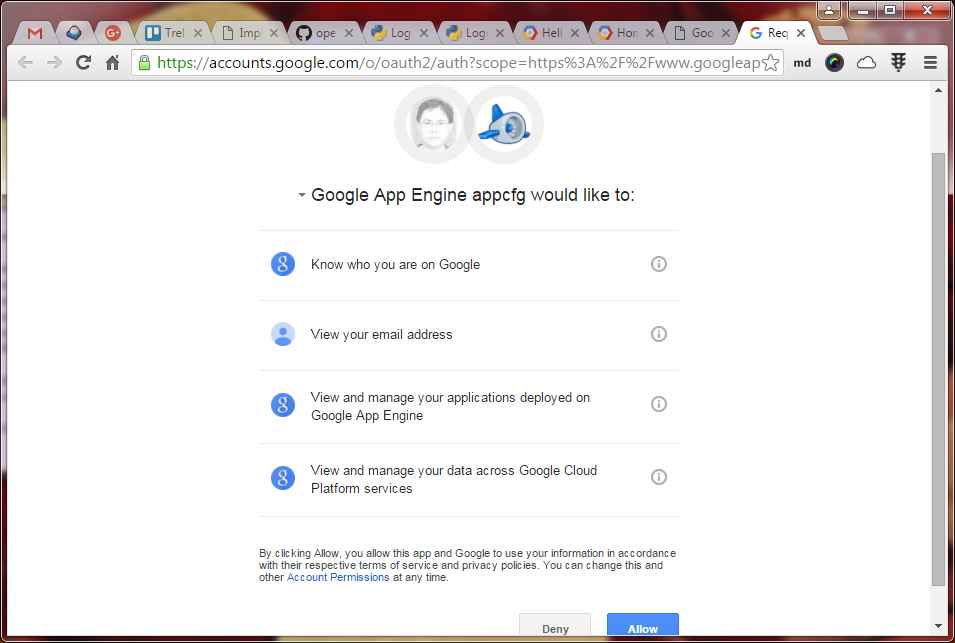 Trel
Imp
ope
Log
Log
Hell
Hon
Goo
Req
https://accounts.google.com/o/oauth2/auth?scope=https%3A%2F%2Fwww.googleap
md
Google App Engine appcfg would like to:
Know who you are on Google
View your email address
View and manage your applications deployed on
Google App Engine
View and manage your data across Google Cloud
Platform services
By clicking Allow, you allow this app and Google to use your information in accordance
with their respective terms of service and privacy policies. You can change this and
other Account Permissions at any time.
Deny
Allow